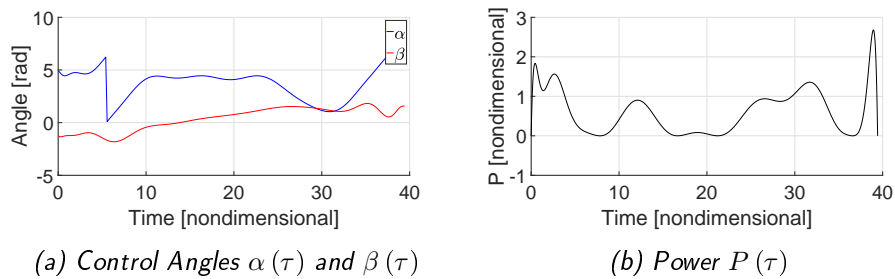 10
5
0
-5
Angle [rad]
α
β
0 10 20 30 40
Time [nondimensional]
(a) Control Angles α (τ) and β (τ)
3
2
1
0
-1
P [nondimensional]
0 10 20 30 40
Time [nondimensional]
(b) Power P (τ)